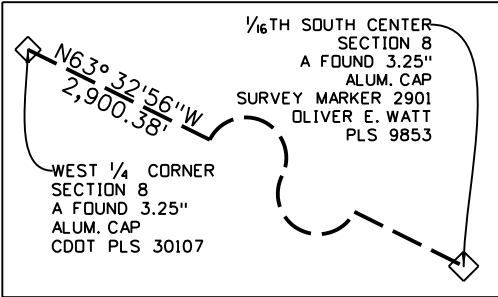 1/16TH SOUTH CENTER
SECTION 8
A FOUND 3.25"
ALUM. CAP
SURVEY MARKER 2901
OLIVER E. WATT
PLS 9853
N63° 32'56"W
2,900.38'
WEST 1/4 CORNER
SECTION 8
A FOUND 3.25"
ALUM. CAP
CDOT PLS 30107